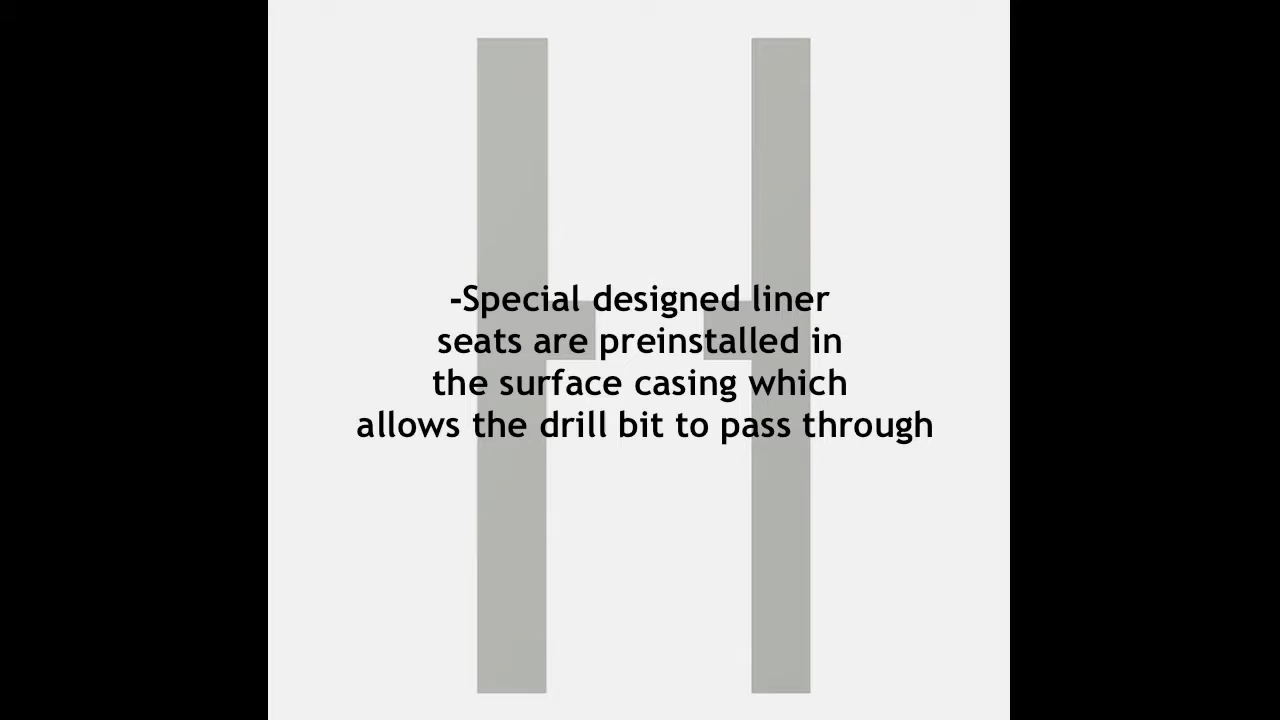 -Special designed liner
seats are preinstalled in
the surface casing which
allows the drill bit to pass through